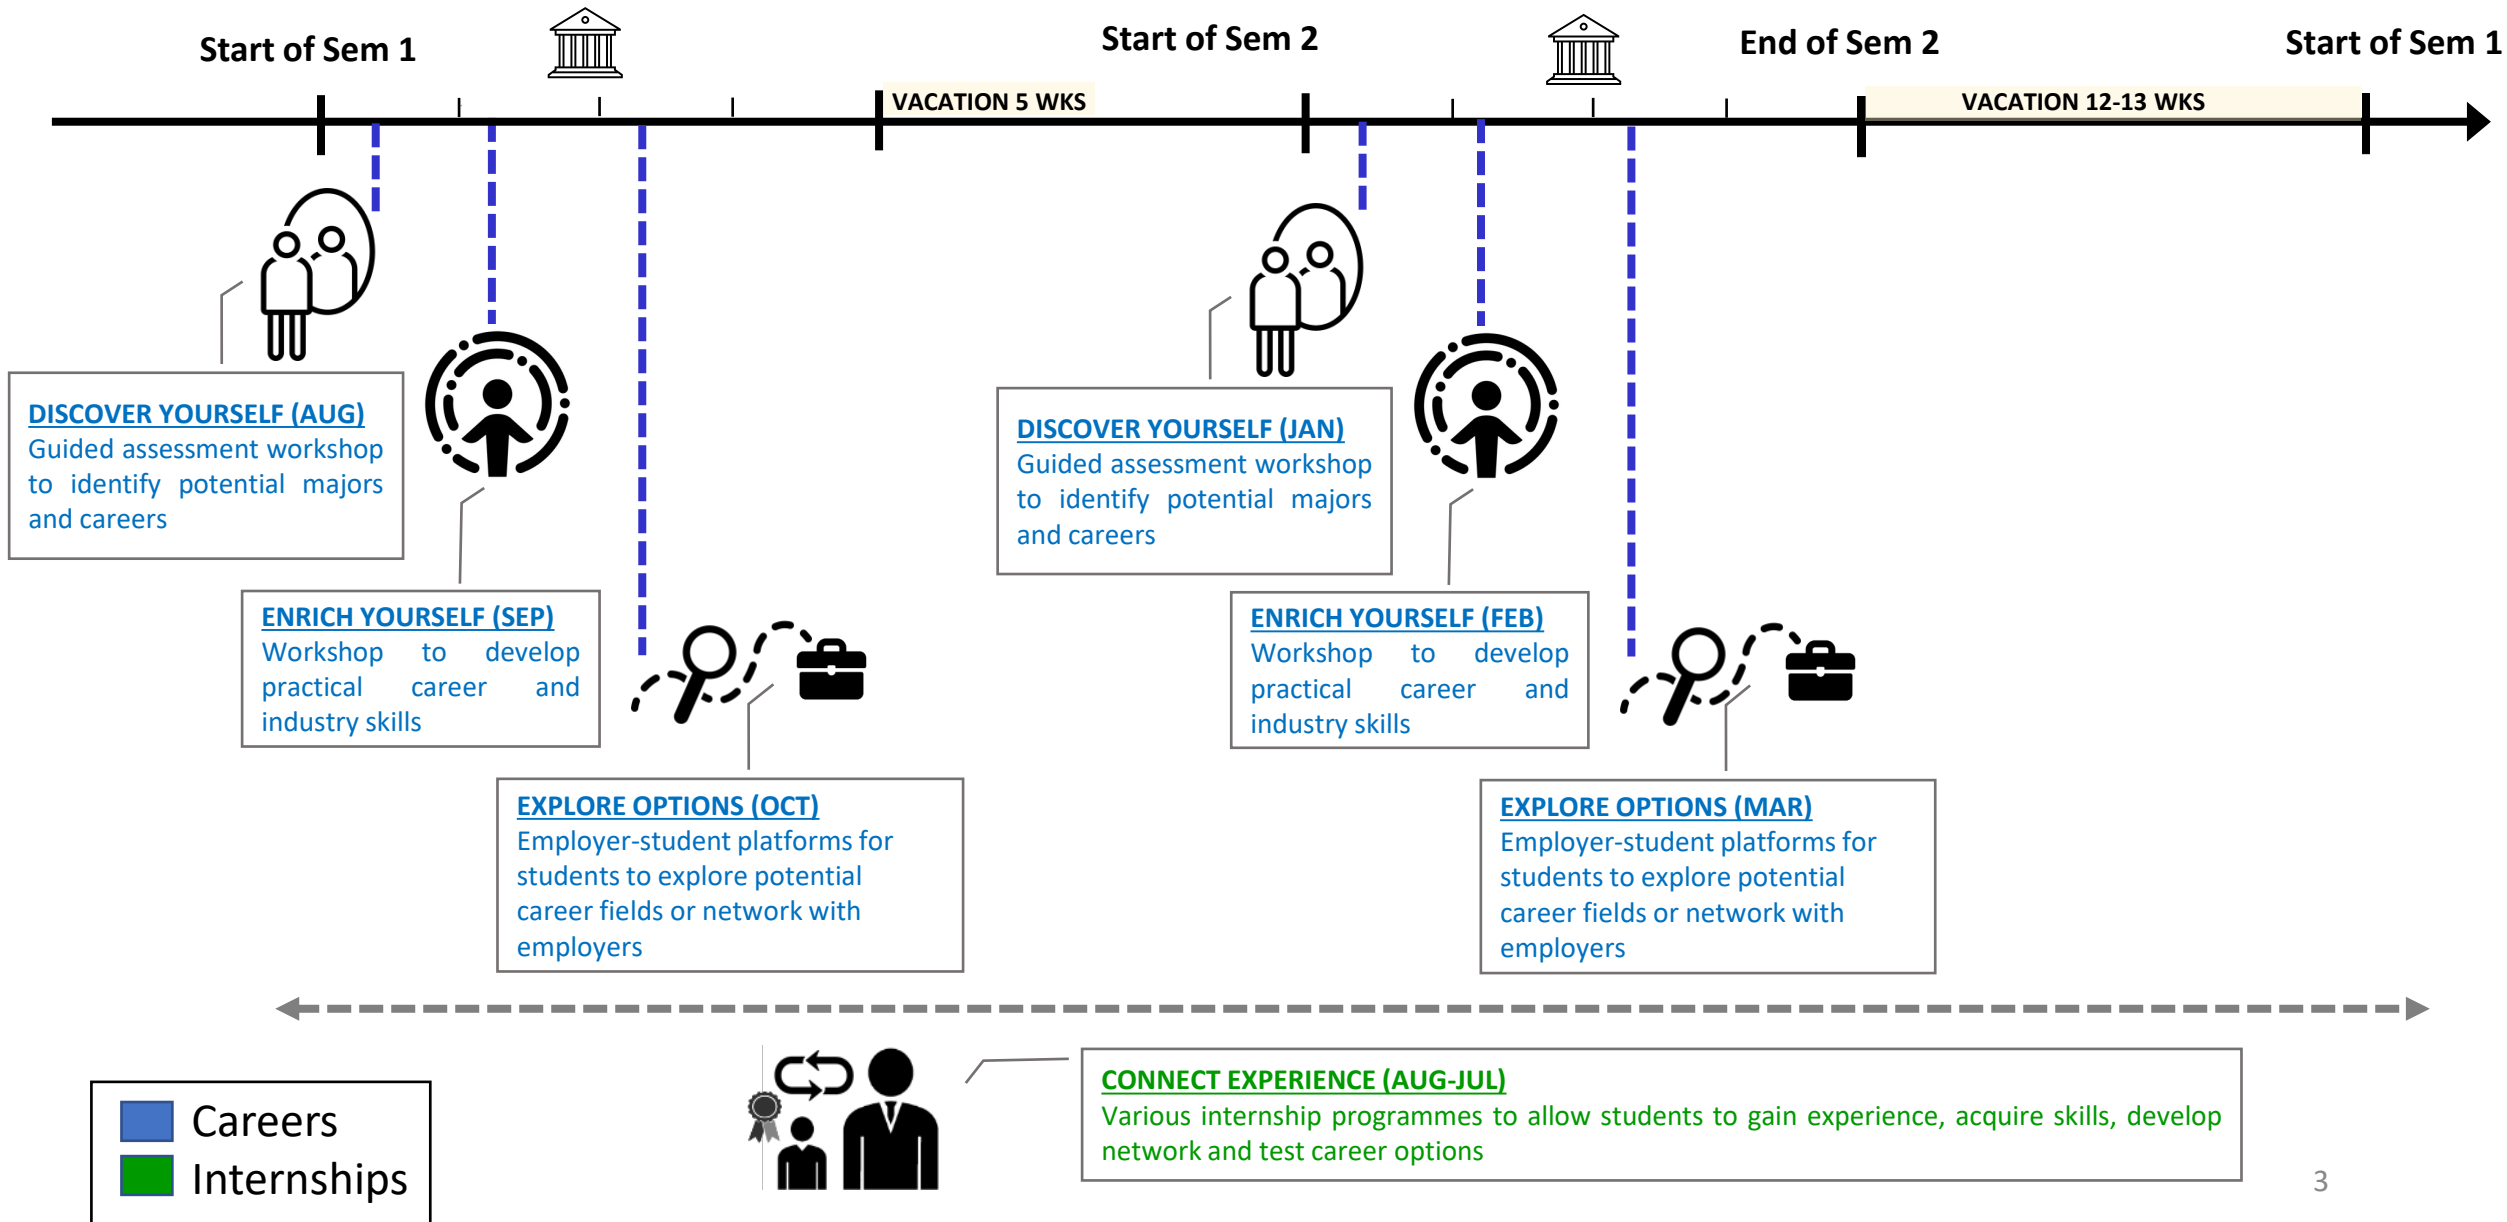 Start of Sem 1
Start of Sem 2
End of Sem 2
Start of Sem 1
VACATION 5 WKS
VACATION 12-13 WKS
DISCOVER YOURSELF (AUG)
Guided assessment workshop
to identify potential majors
and careers
ENRICH YOURSELF (SEP)
Workshop to develop
practical career and
industry skills
EXPLORE OPTIONS (OCT)
Employer-student platforms for
students to explore potential
career fields or network with
employers
DISCOVER YOURSELF (JAN)
Guided assessment workshop
to identify potential majors
and careers
ENRICH YOURSELF (FEB)
Workshop to develop
practical career and
industry skills
EXPLORE OPTIONS (MAR)
Employer-student platforms for
students to explore potential
career fields or network with
employers
CONNECT EXPERIENCE (AUG-JUL)
Various internship programmes to allow students to gain experience, acquire skills, develop
network and test career options
Careers
Internships
3